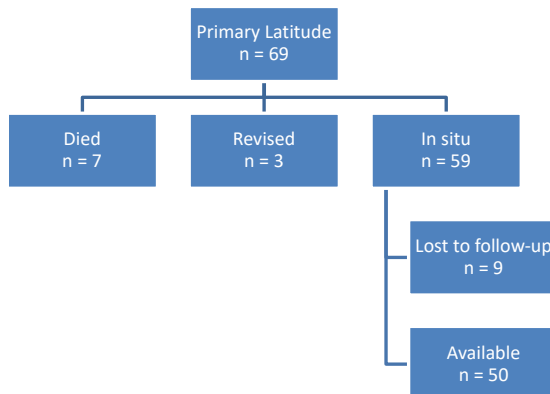 Primary Latitude
n = 69
Died
n = 7
Revised
n = 3
In situ
n = 59
Lost to follow-up
n = 9
Available
n = 50